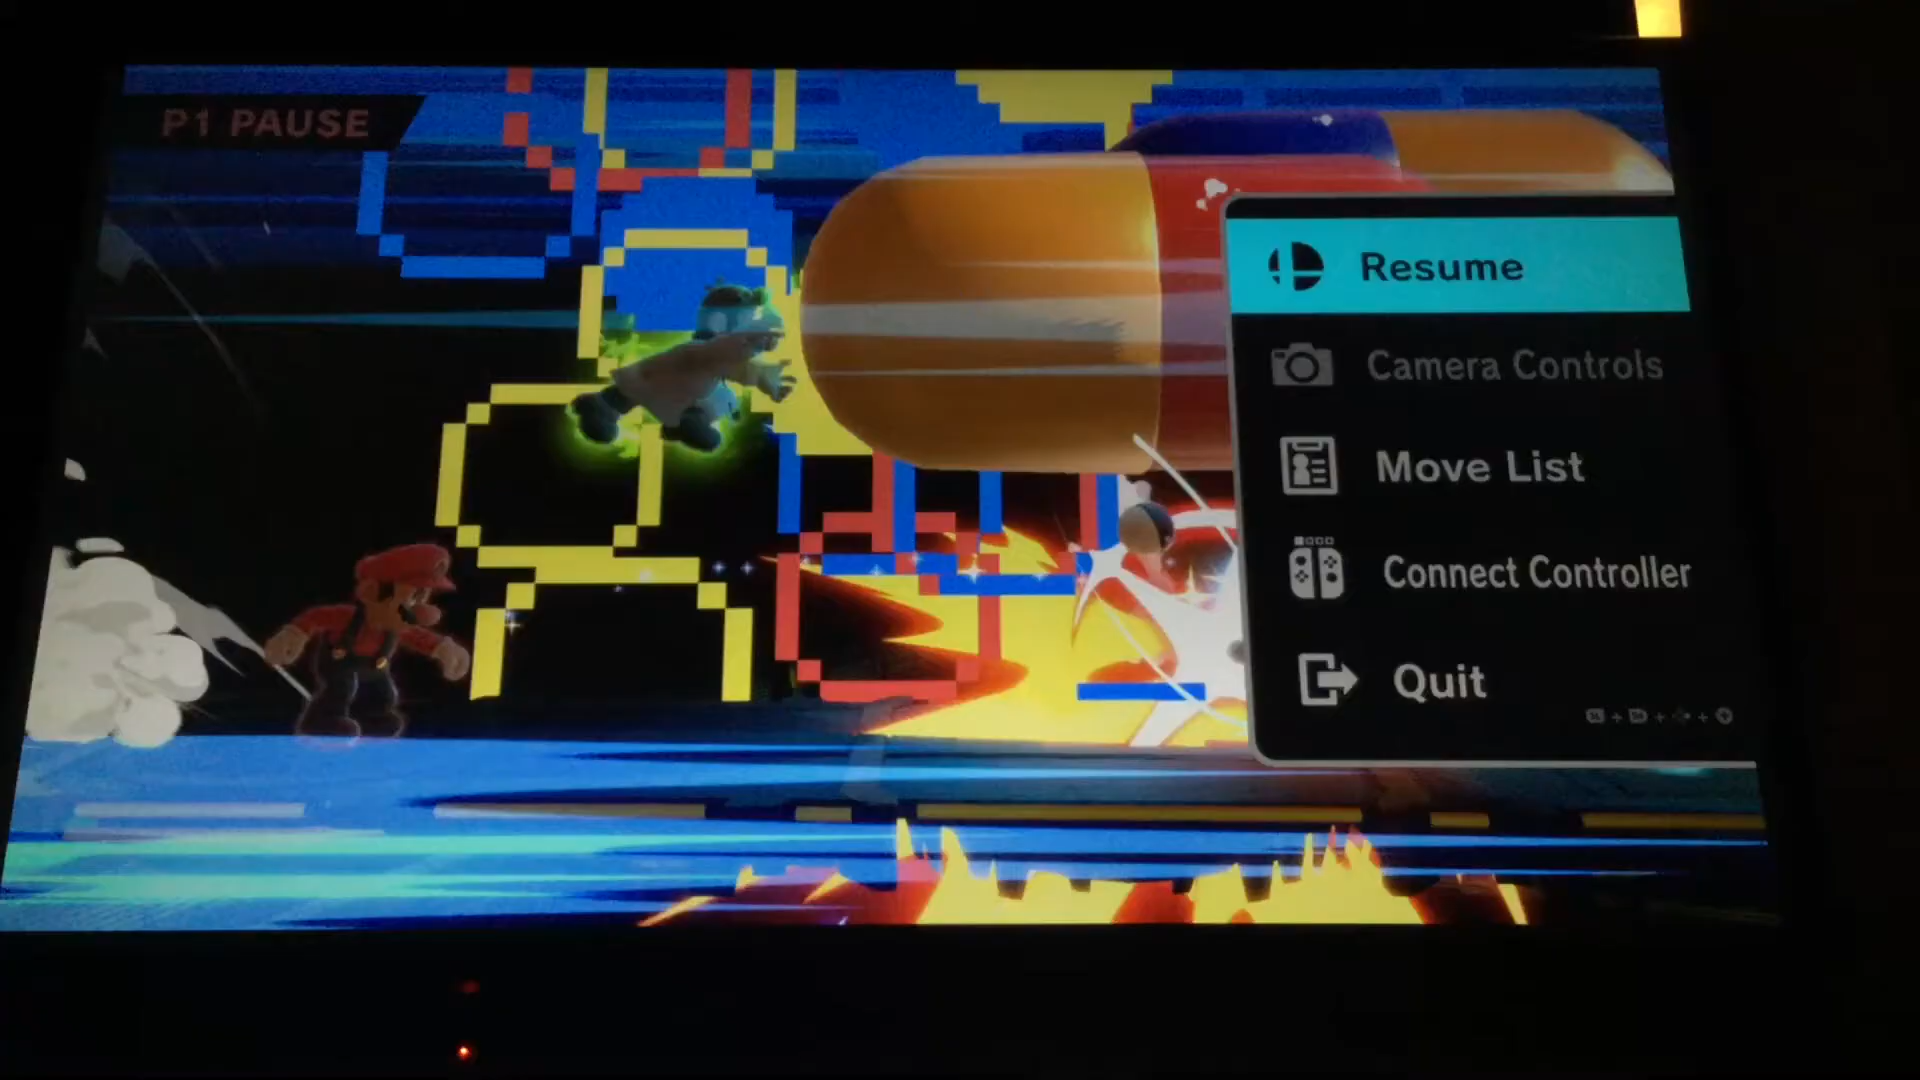 P1 PAUSE
Resume
Camera Controls
Move List
Connect Controller
Quit